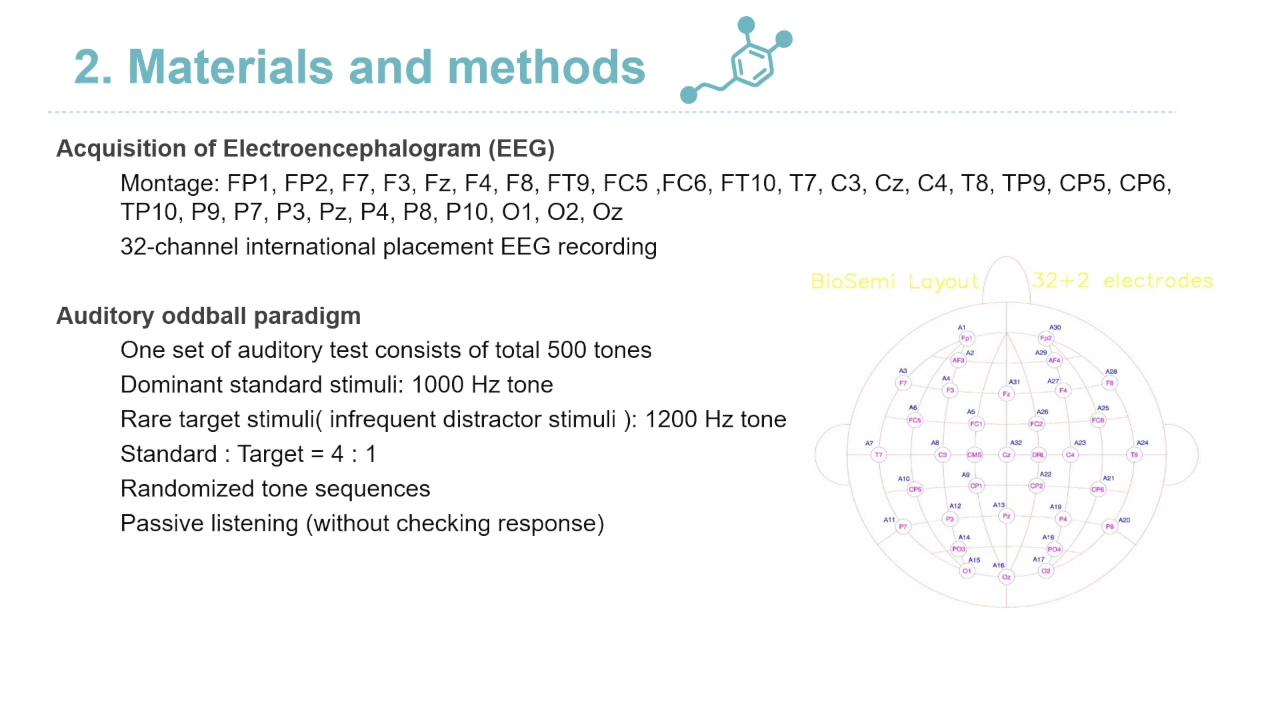 2. Materials and methods
Acquisition of Electroencephalogram (EEG)
Montage: FP1, FP2, F7, F3, Fz, F4, F8, FT9, FC5 ,FC6, FT10, T7, C3, Cz, C4, T8, TP9, CP5, CP6,
TP10, P9, P7, P3, Pz, P4, P8, P10, O1, O2, Oz
32-channel international placement EEG recording
Auditory oddball paradigm
One set of auditory test consists of total 500 tones
Dominant standard stimuli: 1000 Hz tone
Rare target stimuli( infrequent distractor stimuli ): 1200 Hz tone
Standard : Target = 4 : 1
Randomized tone sequences
Passive listening (without checking response)
BioSemi Layout 32+2 electrodes
A1 A30
Fp1 Fp2
A2 A29
AF3 AF4
A3 A4 A31 A27 A28
F7 F3 Fz F4 F8
A6 A5 A26 A25
FC5 FC1 FC2 FC6
A7 A8 A32 A23 A24
T7 C3 CMS Cz DRL C4 T8
A10 A9 A22 A21
CP5 CP1 CP2 CP6
A11 A12 A13 A19 A20
P7 P3 Pz P4 P8
A14 A18
PO3 PO4
A15 A16 A17
O1 Oz O2